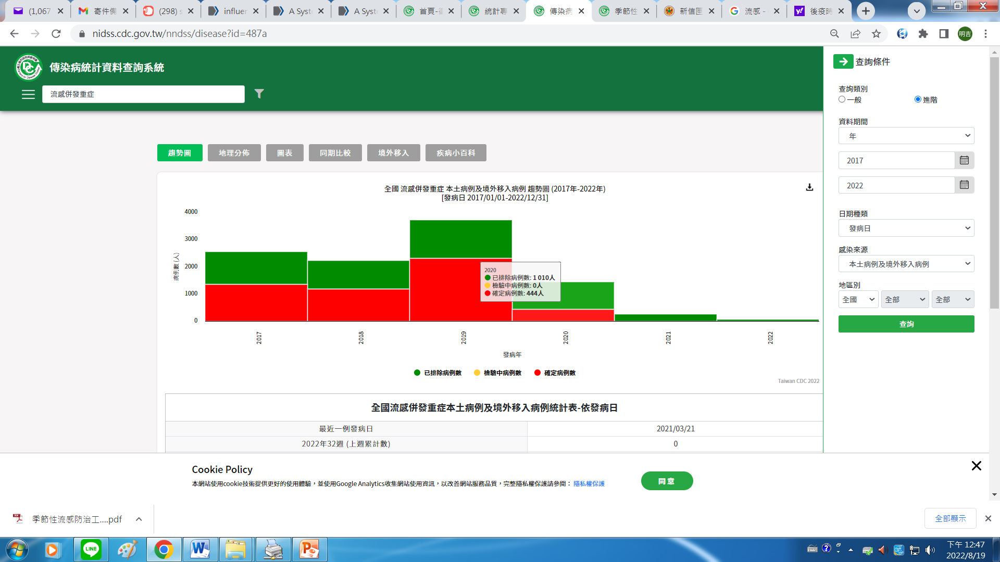 (1,067
寄件備
(298) s
influen
A Syst
A Syst
首頁-衛
統計專
傳染病
季節性
新信匣
流感 -
後疫時
nidss.cdc.gov.tw/nndss/disease?id=487a
明吉
傳染病統計資料查詢系統
流感併發重症
查詢條件
查詢類別
一般 進階
資料期間
年
2017
2022
日期種類
發病日
感染來源
本土病例及境外移入病例
地區別
全國 全部 全部
查詢
趨勢圖 地理分佈 圖表 同期比較 境外移入 疾病小百科
全國 流感併發重症 本土病例及境外移入病例 趨勢圖 (2017年-2022年)
[發病日 2017/01/01-2022/12/31]
病例數 (人)
4000
3000
2000
1000
0
2020
已排除病例數: 1 010人
檢驗中病例數: 0人
確定病例數: 444人
2017 2018 2019 2020 2021 2022
發病年
已排除病例數 檢驗中病例數 確定病例數
Taiwan CDC 2022
全國流感併發重症本土病例及境外移入病例統計表-依發病日
最近一例發病日 2021/03/21
2022年32週 (上週累計數) 0
Cookie Policy
本網站使用cookie技術提供更好的使用體驗，並使用Google Analytics收集網站使用資訊，以改善網站服務品質，完整隱私權保護請參閱： 隱私權保護
同意
季節性流感防治工....pdf
全部顯示
LINE
下午 12:47
2022/8/19